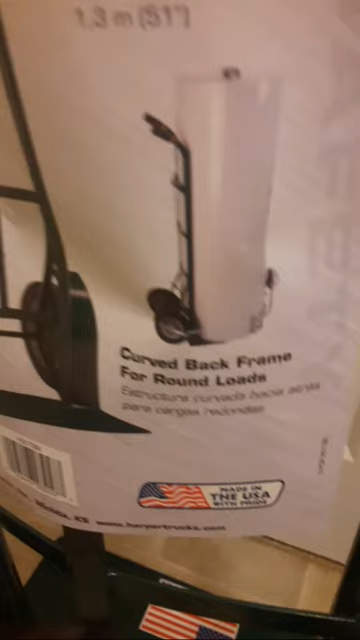 1,3 m (51")
Curved Back Frame
For Round Loads
Estructura curvada hacia atrás
para cargas redondas
MADE IN
THE USA
WITH PRIDE
KS www.harpertrucks.com